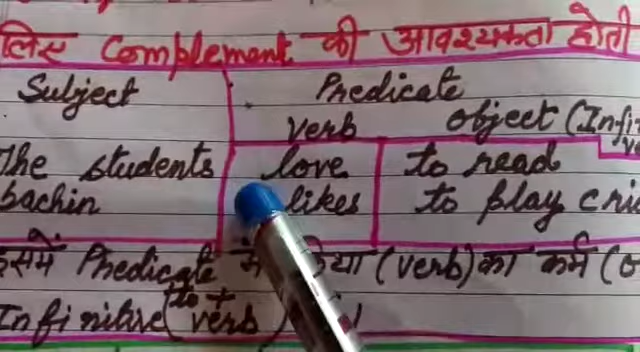 लिए Complement की आवश्यकता होती
Subject Predicate
verb object (Infi
The students love to read
bachin likes to play cri
इसमें Predicate में क्रिया (verb) का कर्म (o
Infinitive (to + verb)